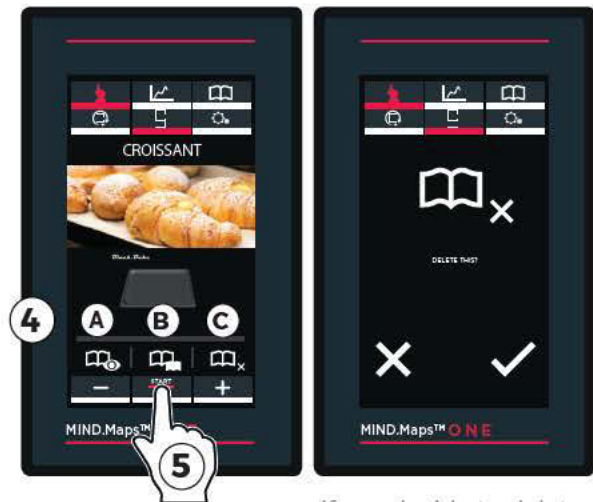 CROISSANT
Black.Bake
4
A B C
START
MIND.Maps™
5
DELETE THIS?
MIND.Maps™ ONE